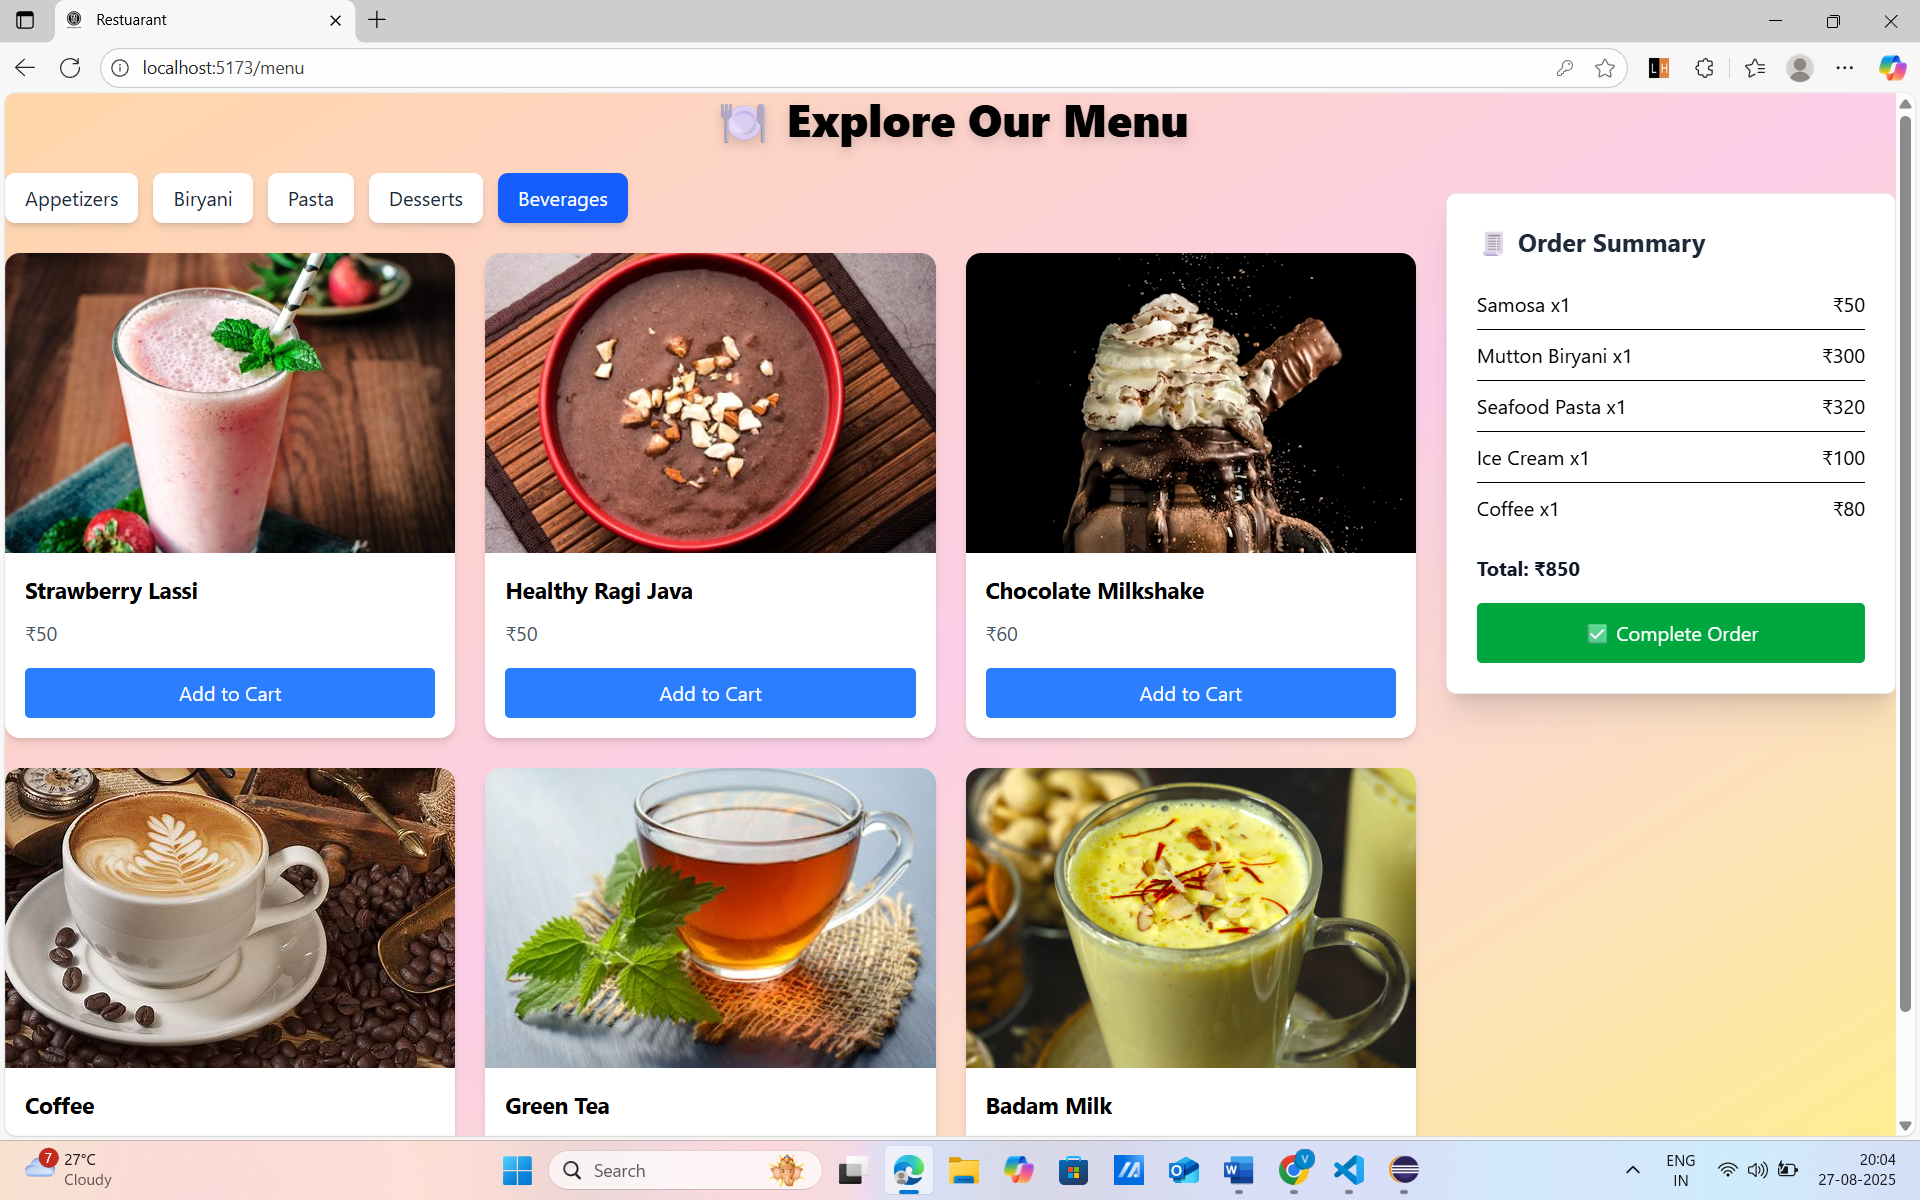 Restuarant
localhost:5173/menu
Explore Our Menu
Appetizers Biryani Pasta Desserts Beverages
Strawberry Lassi
₹50
Add to Cart
Healthy Ragi Java
₹50
Add to Cart
Chocolate Milkshake
₹60
Add to Cart
Coffee
Green Tea
Badam Milk
Order Summary
Samosa x1 ₹50
Mutton Biryani x1 ₹300
Seafood Pasta x1 ₹320
Ice Cream x1 ₹100
Coffee x1 ₹80
Total: ₹850
Complete Order
7
27°C
Cloudy
Search
ENG
IN
20:04
27-08-2025